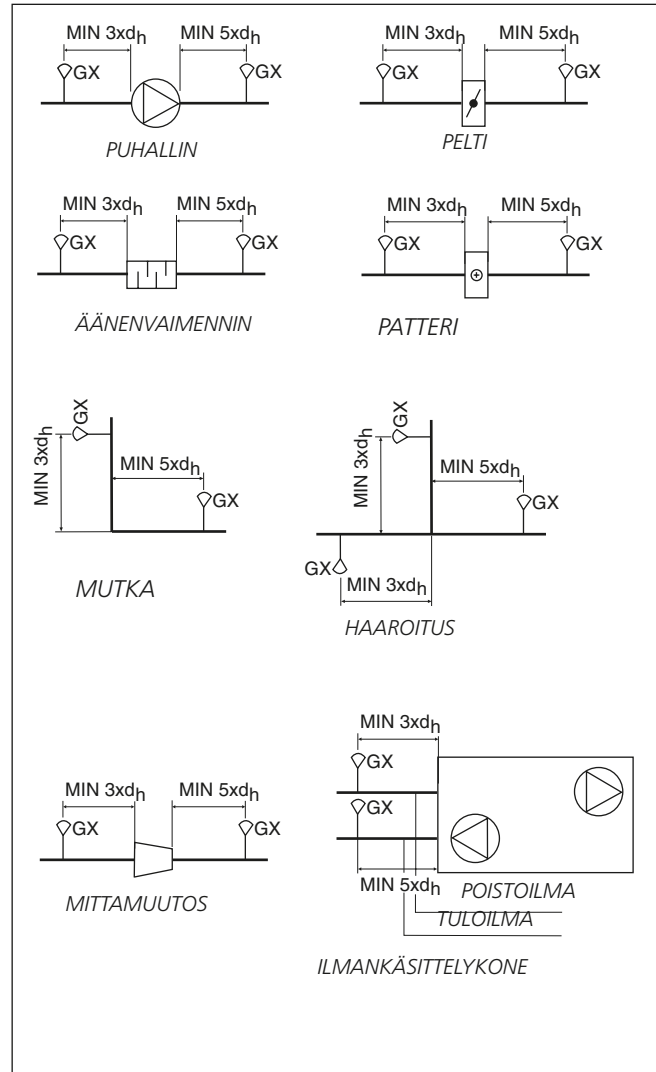 MIN 3xdh MIN 5xdh
GX GX
PUHALLIN
MIN 3xdh MIN 5xdh
GX GX
PELTI
MIN 3xdh MIN 5xdh
GX GX
ÄÄNENVAIMENNIN
MIN 3xdh MIN 5xdh
GX GX
PATTERI
GX
MIN 3xdh
MIN 5xdh
GX
MUTKA
GX
MIN 3xdh
MIN 5xdh
GX
GX
MIN 3xdh
HAAROITUS
MIN 3xdh MIN 5xdh
GX GX
MITTAMUUTOS
MIN 3xdh
GX
GX
MIN 5xdh
POISTOILMA
TULOILMA
ILMANKÄSITTELYKONE